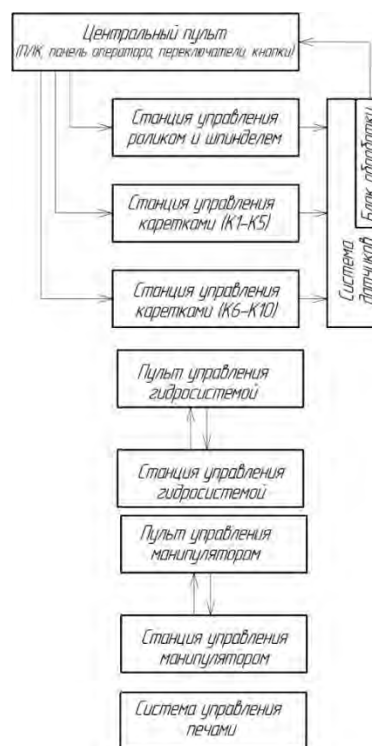 Центральный пульт
(ПЛК, панель оператора, переключатели, кнопки)
Станция управления
роликом и шпинделем
Станция управления
каретками (К1-К5)
Станция управления
каретками (К6-К10)
Блок обработки
Система
датчиков
Пульт управления
гидросистемой
Станция управления
гидросистемой
Пульт управления
манипулятором
Станция управления
манипулятором
Система управления
печами